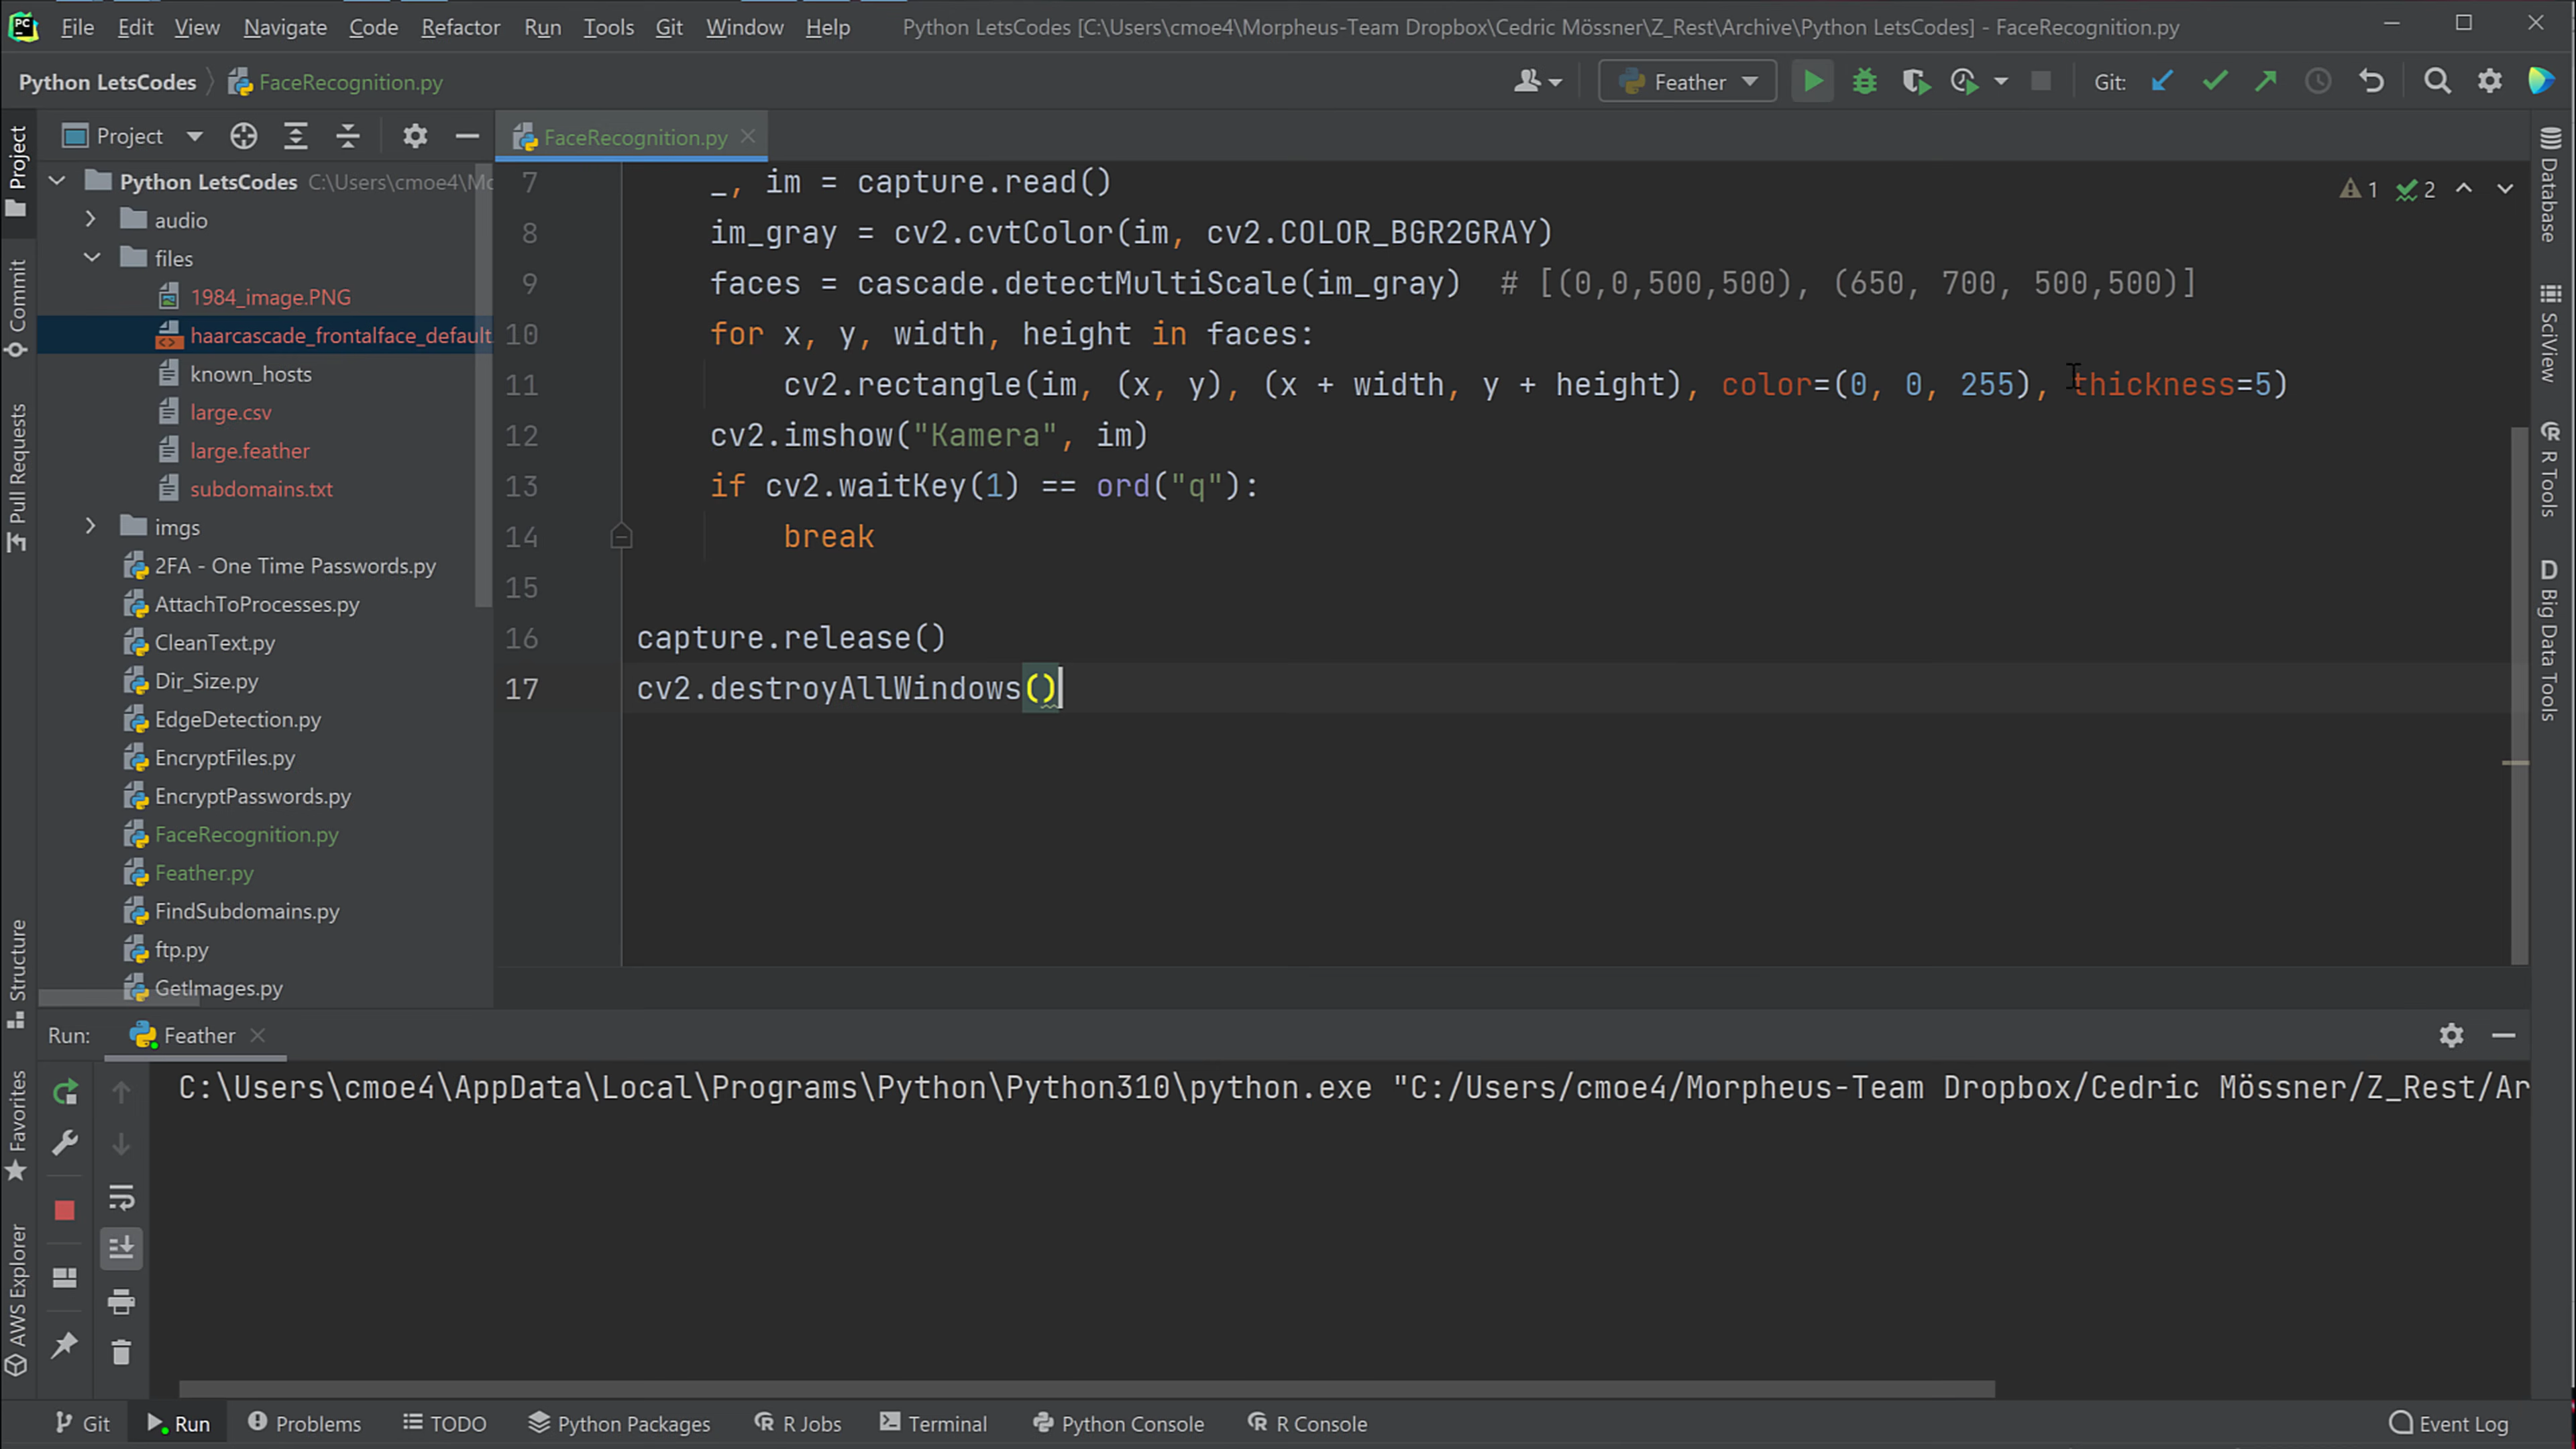 File Edit View Navigate Code Refactor Run Tools Git Window Help Python LetsCodes [C:\Users\cmoe4\Morpheus-Team Dropbox\Cedric Mössner\Z_Rest\Archive\Python LetsCodes] - FaceRecognition.py
Python LetsCodes FaceRecognition.py Feather Git:
Project FaceRecognition.py
Python LetsCodes C:\Users\cmoe4\Mo
audio
files
1984_image.PNG
haarcascade_frontalface_default.
known_hosts
large.csv
large.feather
subdomains.txt
imgs
2FA - One Time Passwords.py
AttachToProcesses.py
CleanText.py
Dir_Size.py
EdgeDetection.py
EncryptFiles.py
EncryptPasswords.py
FaceRecognition.py
Feather.py
FindSubdomains.py
ftp.py
GetImages.py
7 _, im = capture.read()
8 im_gray = cv2.cvtColor(im, cv2.COLOR_BGR2GRAY)
9 faces = cascade.detectMultiScale(im_gray)  # [(0,0,500,500), (650, 700, 500,500)]
10 for x, y, width, height in faces:
11 cv2.rectangle(im, (x, y), (x + width, y + height), color=(0, 0, 255), thickness=5)
12 cv2.imshow("Kamera", im)
13 if cv2.waitKey(1) == ord("q"):
14 break
15
16 capture.release()
17 cv2.destroyAllWindows()
1 2
Project
Commit
Pull Requests
Structure
Favorites
AWS Explorer
Database
SciView
R Tools
D Big Data Tools
Run: Feather
C:\Users\cmoe4\AppData\Local\Programs\Python\Python310\python.exe "C:/Users/cmoe4/Morpheus-Team Dropbox/Cedric Mössner/Z_Rest/Ar
Git Run Problems TODO Python Packages R Jobs Terminal Python Console R Console Event Log